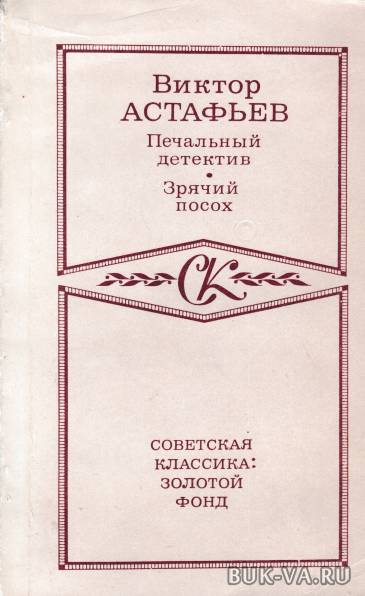 Виктор
АСТАФЬЕВ
Печальный
детектив
•
Зрячий
посох
СК
СОВЕТСКАЯ
КЛАССИКА:
ЗОЛОТОЙ
ФОНД
BUK-VA.RU